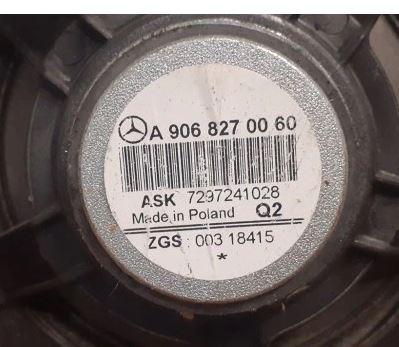 A 906 827 00 60
ASK 7297241028
Made in Poland Q2
ZGS : 003 18415
*